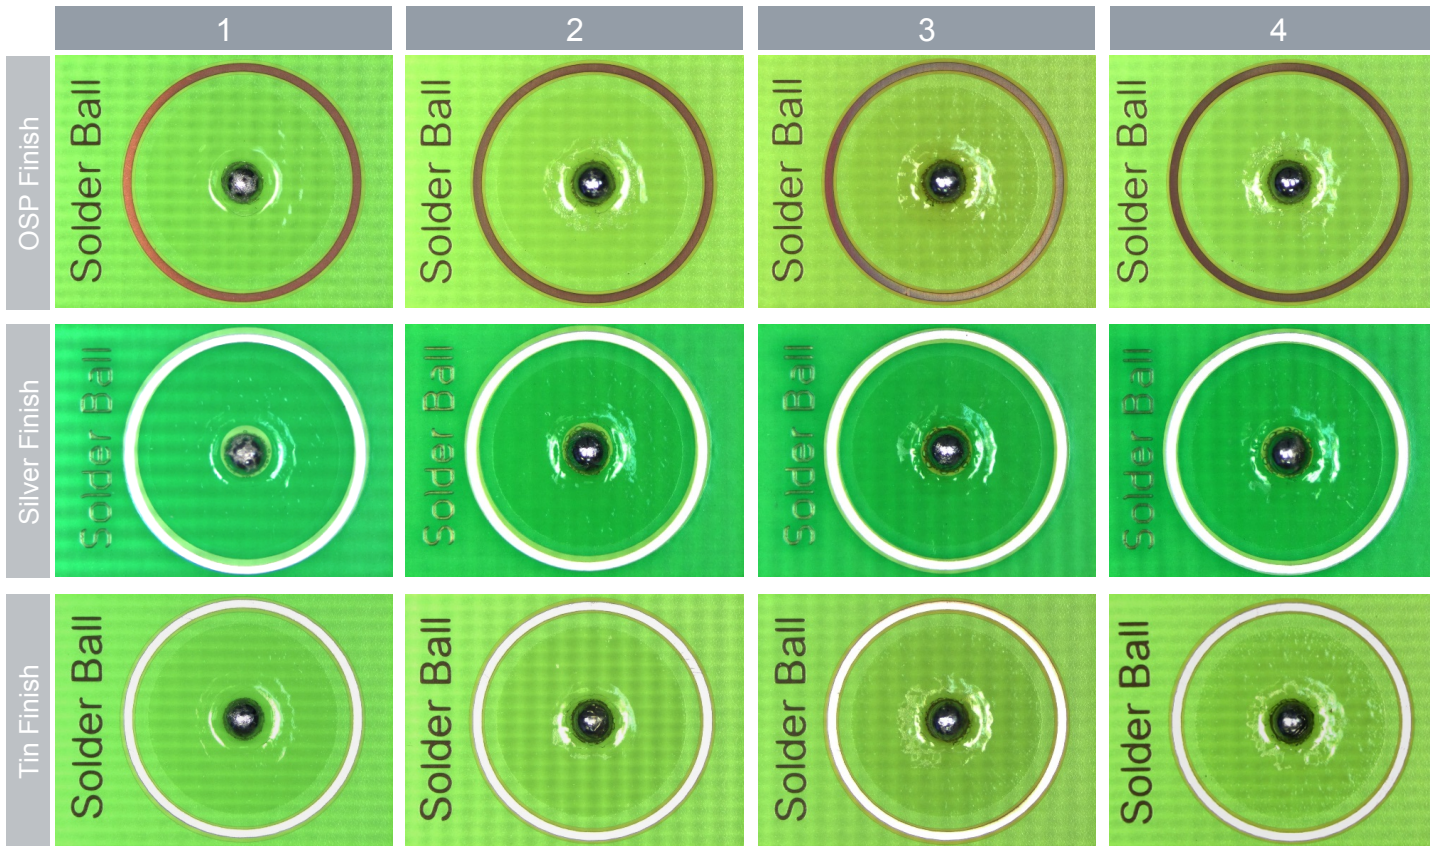 1 2 3 4
OSP Finish
Solder Ball Solder Ball Solder Ball Solder Ball
Silver Finish
Solder Ball Solder Ball Solder Ball Solder Ball
Tin Finish
Solder Ball Solder Ball Solder Ball Solder Ball